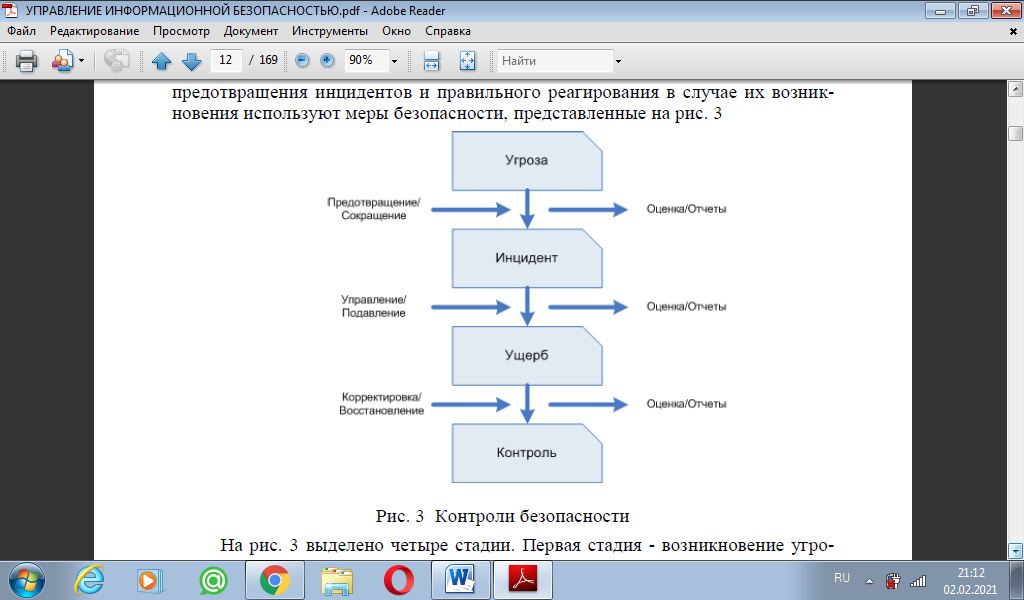 УПРАВЛЕНИЕ ИНФОРМАЦИОННОЙ БЕЗОПАСНОСТЬЮ.pdf - Adobe Reader
Файл Редактирование Просмотр Документ Инструменты Окно Справка
12 / 169 90% Найти
предотвращения инцидентов и правильного реагирования в случае их возник-
новения используют меры безопасности, представленные на рис. 3
Угроза
Предотвращение/
Сокращение
Оценка/Отчеты
Инцидент
Управление/
Подавление
Оценка/Отчеты
Ущерб
Корректировка/
Восстановление
Оценка/Отчеты
Контроль
Рис. 3 Контроли безопасности
На рис. 3 выделено четыре стадии. Первая стадия - возникновение угро-
RU
21:12
02.02.2021